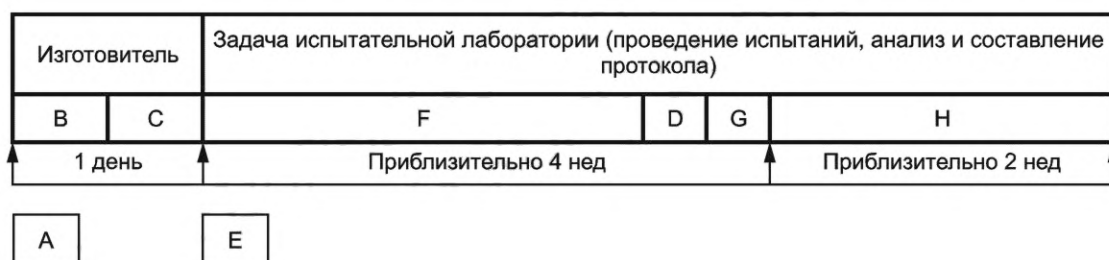 Изготовитель
Задача испытательной лаборатории (проведение испытаний, анализ и составление
протокола)
B C F D G H
1 день Приблизительно 4 нед Приблизительно 2 нед
A E